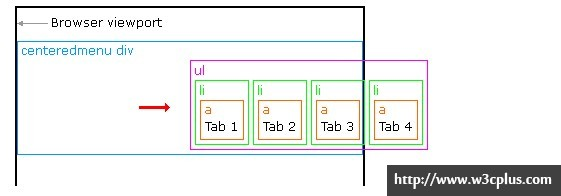 Browser viewport
centeredmenu div
ul
li li li li
a a a a
Tab 1 Tab 2 Tab 3 Tab 4
http://www.w3cplus.com